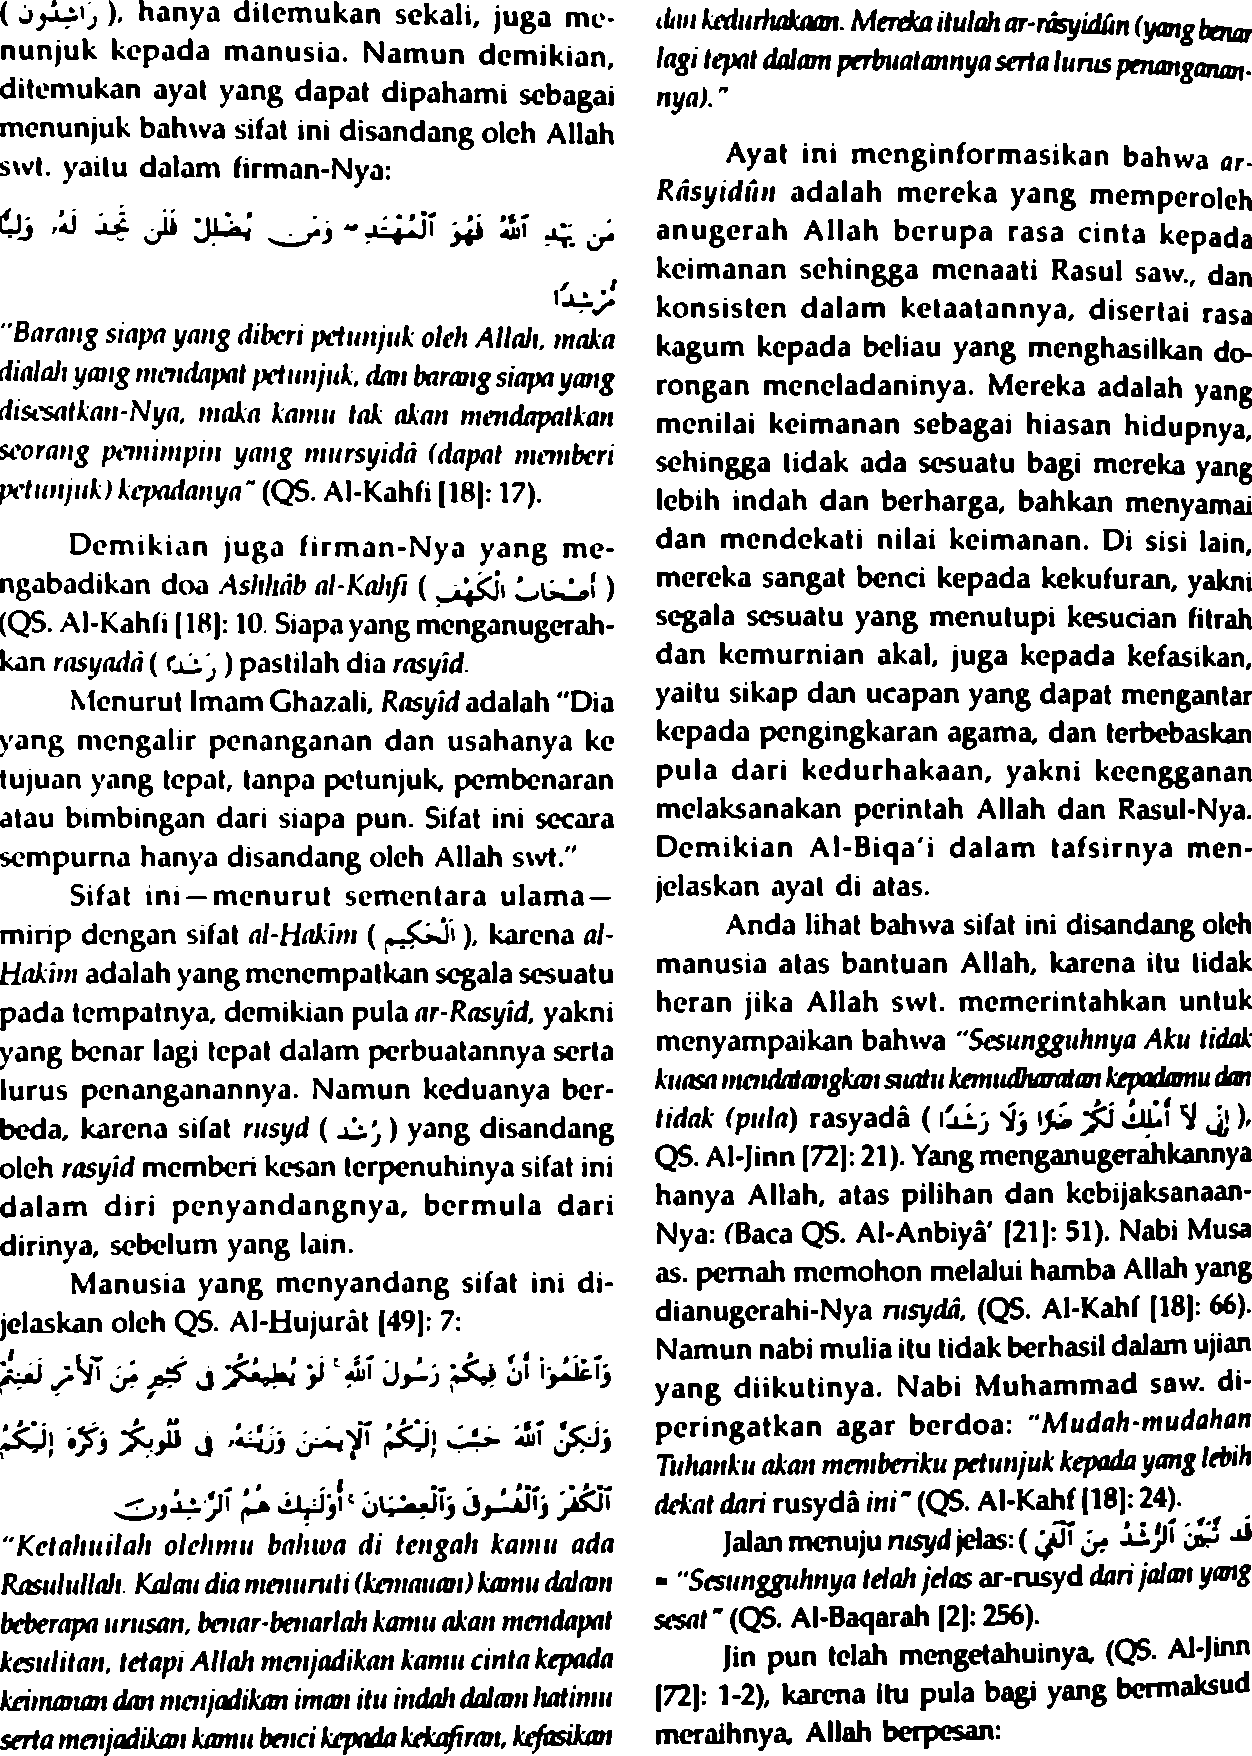 ( راشدون ), hanya ditemukan sekali, juga me-
nunjuk kepada manusia. Namun demikian,
ditemukan ayat yang dapat dipahami sebagai
menunjuk bahwa sifat ini disandang oleh Allah
swt. yaitu dalam firman-Nya:
مَن يَهْدِ ٱللَّهُ فَهُوَ ٱلْمُهْتَدِ ۖ وَمَن يُضْلِلْ فَلَن تَجِدَ لَهُۥ وَلِيًّا
مُّرْشِدًا
"Barang siapa yang diberi petunjuk oleh Allah, maka
dialah yang mendapat petunjuk, dan barang siapa yang
disesatkan-Nya, maka kamu tak akan mendapatkan
seorang pemimpin yang mursyidâ (dapat memberi
petunjuk) kepadanya" (QS. Al-Kahfi [18]: 17).
Demikian juga firman-Nya yang me-
ngabadikan doa Ashhâb al-Kahfi ( أَصْحَابُ الْكَهْفِ )
(QS. Al-Kahfi [18]: 10. Siapa yang menganugerah-
kan rasyadâ ( رَشَدًا ) pastilah dia rasyîd.
Menurut Imam Ghazali, Rasyîd adalah "Dia
yang mengalir penanganan dan usahanya ke
tujuan yang tepat, tanpa petunjuk, pembenaran
atau bimbingan dari siapa pun. Sifat ini secara
sempurna hanya disandang oleh Allah swt."
Sifat ini—menurut sementara ulama—
mirip dengan sifat al-Hakîm ( اَلْحَكِيْم ), karena al-
Hakîm adalah yang menempatkan segala sesuatu
pada tempatnya, demikian pula ar-Rasyîd, yakni
yang benar lagi tepat dalam perbuatannya serta
lurus penanganannya. Namun keduanya ber-
beda, karena sifat rusyd ( رُشْد ) yang disandang
oleh rasyîd memberi kesan terpenuhinya sifat ini
dalam diri penyandangnya, bermula dari
dirinya, sebelum yang lain.
Manusia yang menyandang sifat ini di-
jelaskan oleh QS. Al-Hujurât [49]: 7:
وَٱعْلَمُوٓا۟ أَنَّ فِيكُمْ رَسُولَ ٱللَّهِ ۚ لَوْ يُطِيعُكُمْ فِى كَثِيرٍ مِّنَ ٱلْأَمْرِ لَعَنِتُّمْ
وَلَٰكِنَّ ٱللَّهَ حَبَّبَ إِلَيْكُمُ ٱلْإِيمَٰنَ وَزَيَّنَهُۥ فِى قُلُوبِكُمْ وَكَرَّهَ إِلَيْكُمُ
ٱلْكُفْرَ وَٱلْفُسُوقَ وَٱلْعِصْيَانَ ۚ أُو۟لَٰٓئِكَ هُمُ ٱلرَّٰشِدُونَ
"Ketahuilah olehmu bahwa di tengah kamu ada
Rasulullah. Kalau dia menuruti (kemauan) kamu dalam
beberapa urusan, benar-benarlah kamu akan mendapat
kesulitan, tetapi Allah menjadikan kamu cinta kepada
keimanan dan menjadikan iman itu indah dalam hatimu
serta menjadikan kamu benci kepada kekafiran, kefasikan
dan kedurhakaan. Mereka itulah ar-râsyidûn (yang benar
lagi tepat dalam perbuatannya serta lurus penanganan-
nya)."
Ayat ini menginformasikan bahwa ar-
Râsyidûn adalah mereka yang memperoleh
anugerah Allah berupa rasa cinta kepada
keimanan sehingga menaati Rasul saw., dan
konsisten dalam ketaatannya, disertai rasa
kagum kepada beliau yang menghasilkan do-
rongan meneladaninya. Mereka adalah yang
menilai keimanan sebagai hiasan hidupnya,
sehingga tidak ada sesuatu bagi mereka yang
lebih indah dan berharga, bahkan menyamai
dan mendekati nilai keimanan. Di sisi lain,
mereka sangat benci kepada kekufuran, yakni
segala sesuatu yang menutupi kesucian fitrah
dan kemurnian akal, juga kepada kefasikan,
yaitu sikap dan ucapan yang dapat mengantar
kepada pengingkaran agama, dan terbebaskan
pula dari kedurhakaan, yakni keengganan
melaksanakan perintah Allah dan Rasul-Nya.
Demikian Al-Biqa'i dalam tafsirnya men-
jelaskan ayat di atas.
Anda lihat bahwa sifat ini disandang oleh
manusia atas bantuan Allah, karena itu tidak
heran jika Allah swt. memerintahkan untuk
menyampaikan bahwa "Sesungguhnya Aku tidak
kuasa mendatangkan suatu kemudharatan kepadamu dan
tidak (pula) rasyadâ ( إِنِّي لَا أَمْلِكُ لَكُمْ ضَرًّا وَلَا رَشَدًا ),
QS. Al-Jinn [72]: 21). Yang menganugerahkannya
hanya Allah, atas pilihan dan kebijaksanaan-
Nya: (Baca QS. Al-Anbiyâ' [21]: 51). Nabi Musa
as. pernah memohon melalui hamba Allah yang
dianugerahi-Nya rusydâ, (QS. Al-Kahf [18]: 66).
Namun nabi mulia itu tidak berhasil dalam ujian
yang diikutinya. Nabi Muhammad saw. di-
peringatkan agar berdoa: "Mudah-mudahan
Tuhanku akan memberiku petunjuk kepada yang lebih
dekat dari rusydâ ini" (QS. Al-Kahf [18]: 24).
Jalan menuju rusyd jelas: ( قَد تَّبَيَّنَ ٱلرُّشْدُ مِنَ ٱلْغَيِّ
= "Sesungguhnya telah jelas ar-rusyd dari jalan yang
sesat" (QS. Al-Baqarah [2]: 256).
Jin pun telah mengetahuinya, (QS. Al-Jinn
[72]: 1-2), karena itu pula bagi yang bermaksud
meraihnya, Allah berpesan: